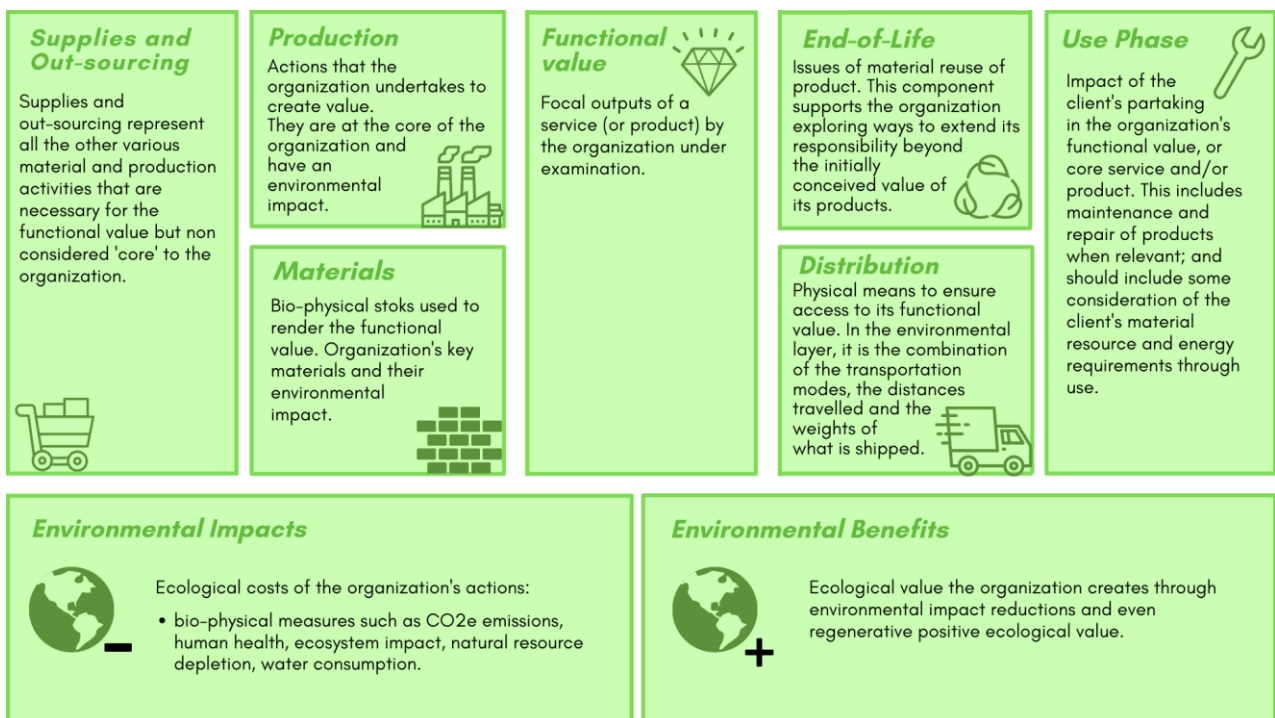 Supplies and
Out-sourcing
Supplies and
out-sourcing represent
all the other various
material and production
activities that are
necessary for the
functional value but non
considered 'core' to the
organization.
Production
Actions that the
organization undertakes to
create value.
They are at the core of the
organization and
have an
environmental
impact.
Materials
Bio-physical stoks used to
render the functional
value. Organization's key
materials and their
environmental
impact.
Functional
value
Focal outputs of a
service (or product) by
the organization under
examination.
End-of-Life
Issues of material reuse of
product. This component
supports the organization
exploring ways to extend its
responsibility beyond
the initially
conceived value of
its products.
Distribution
Physical means to ensure
access to its functional
value. In the environmental
layer, it is the combination
of the transportation
modes, the distances
travelled and the
weights of
what is shipped.
Use Phase
Impact of the
client's partaking
in the organization's
functional value, or
core service and/or
product. This includes
maintenance and
repair of products
when relevant; and
should include some
consideration of the
client's material
resource and energy
requirements through
use.
Environmental Impacts
Ecological costs of the organization's actions:
• bio-physical measures such as CO2e emissions,
human health, ecosystem impact, natural resource
depletion, water consumption.
Environmental Benefits
Ecological value the organization creates through
environmental impact reductions and even
regenerative positive ecological value.